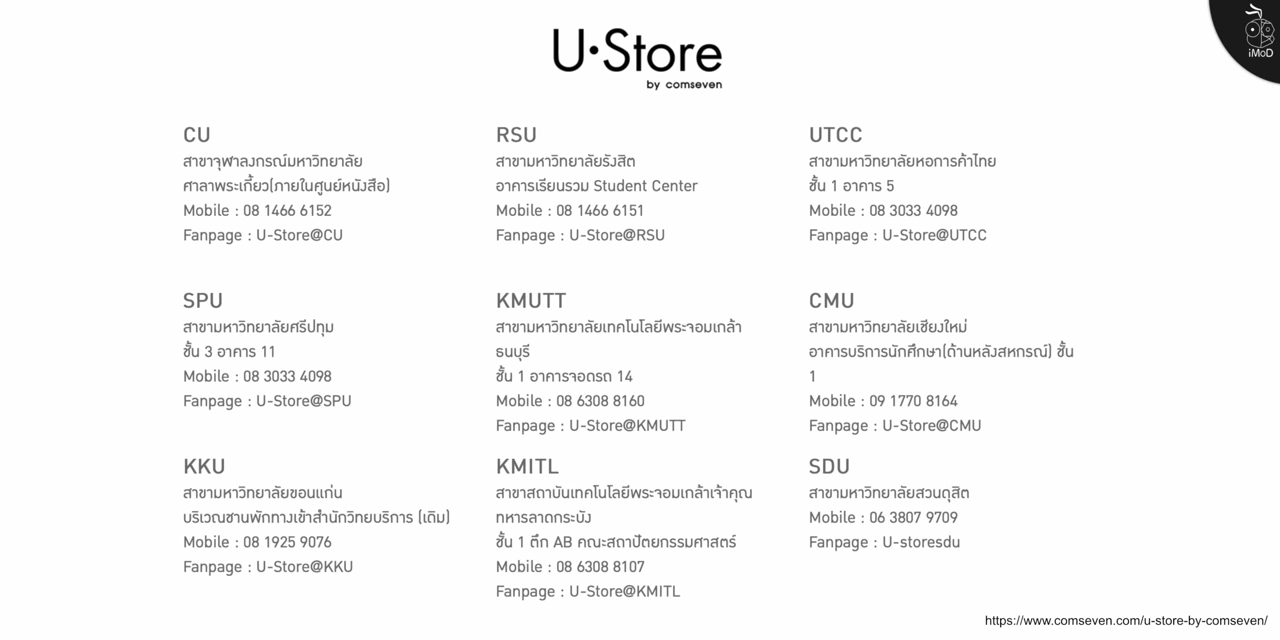 U·Store
by comseven
iMoD
CU
สาขาจุฬาลงกรณ์มหาวิทยาลัย
ศาลาพระเกี้ยว(ภายในศูนย์หนังสือ)
Mobile : 08 1466 6152
Fanpage : U-Store@CU
RSU
สาขามหาวิทยาลัยรังสิต
อาคารเรียนรวม Student Center
Mobile : 08 1466 6151
Fanpage : U-Store@RSU
UTCC
สาขามหาวิทยาลัยหอการค้าไทย
ชั้น 1 อาคาร 5
Mobile : 08 3033 4098
Fanpage : U-Store@UTCC
SPU
สาขามหาวิทยาลัยศรีปทุม
ชั้น 3 อาคาร 11
Mobile : 08 3033 4098
Fanpage : U-Store@SPU
KMUTT
สาขามหาวิทยาลัยเทคโนโลยีพระจอมเกล้า
ธนบุรี
ชั้น 1 อาคารจอดรถ 14
Mobile : 08 6308 8160
Fanpage : U-Store@KMUTT
CMU
สาขามหาวิทยาลัยเชียงใหม่
อาคารบริการนักศึกษา(ด้านหลังสหกรณ์) ชั้น
1
Mobile : 09 1770 8164
Fanpage : U-Store@CMU
KKU
สาขามหาวิทยาลัยขอนแก่น
บริเวณชานพักทางเข้าสำนักวิทยบริการ (เดิม)
Mobile : 08 1925 9076
Fanpage : U-Store@KKU
KMITL
สาขาสถาบันเทคโนโลยีพระจอมเกล้าเจ้าคุณ
ทหารลาดกระบัง
ชั้น 1 ตึก AB คณะสถาปัตยกรรมศาสตร์
Mobile : 08 6308 8107
Fanpage : U-Store@KMITL
SDU
สาขามหาวิทยาลัยสวนดุสิต
Mobile : 06 3807 9709
Fanpage : U-storesdu
https://www.comseven.com/u-store-by-comseven/